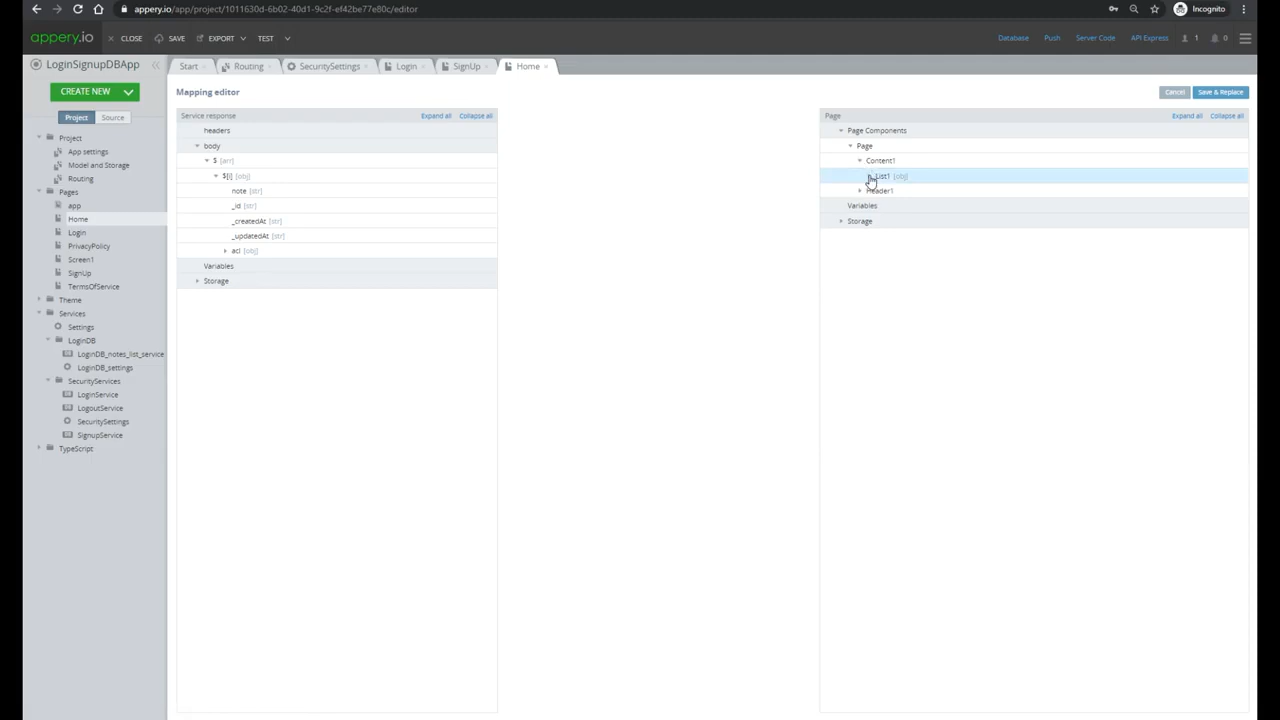 appery.io/app/project/1011630d-6b02-40d1-9c2f-ef42be77e80c/editor
Incognito
appery.io
CLOSE
SAVE
EXPORT
TEST
Database
Push
Server Code
API Express
1
0
LoginSignupDBApp
Start
Routing
SecuritySettings
Login
SignUp
Home
CREATE NEW
Mapping editor
Cancel
Save & Replace
Project
Source
Service response
Expand all
Collapse all
Page
Expand all
Collapse all
headers
Page Components
Project
body
Page
App settings
$ [arr]
Content1
Model and Storage
$[i] [obj]
List1 [obj]
Routing
note [str]
Header1
Pages
_id [str]
Variables
app
_createdAt [str]
Storage
Home
_updatedAt [str]
Login
acl [obj]
PrivacyPolicy
Variables
Screen1
Storage
SignUp
TermsOfService
Theme
Services
Settings
LoginDB
LoginDB_notes_list_service
LoginDB_settings
SecurityServices
LoginService
LogoutService
SecuritySettings
SignupService
TypeScript